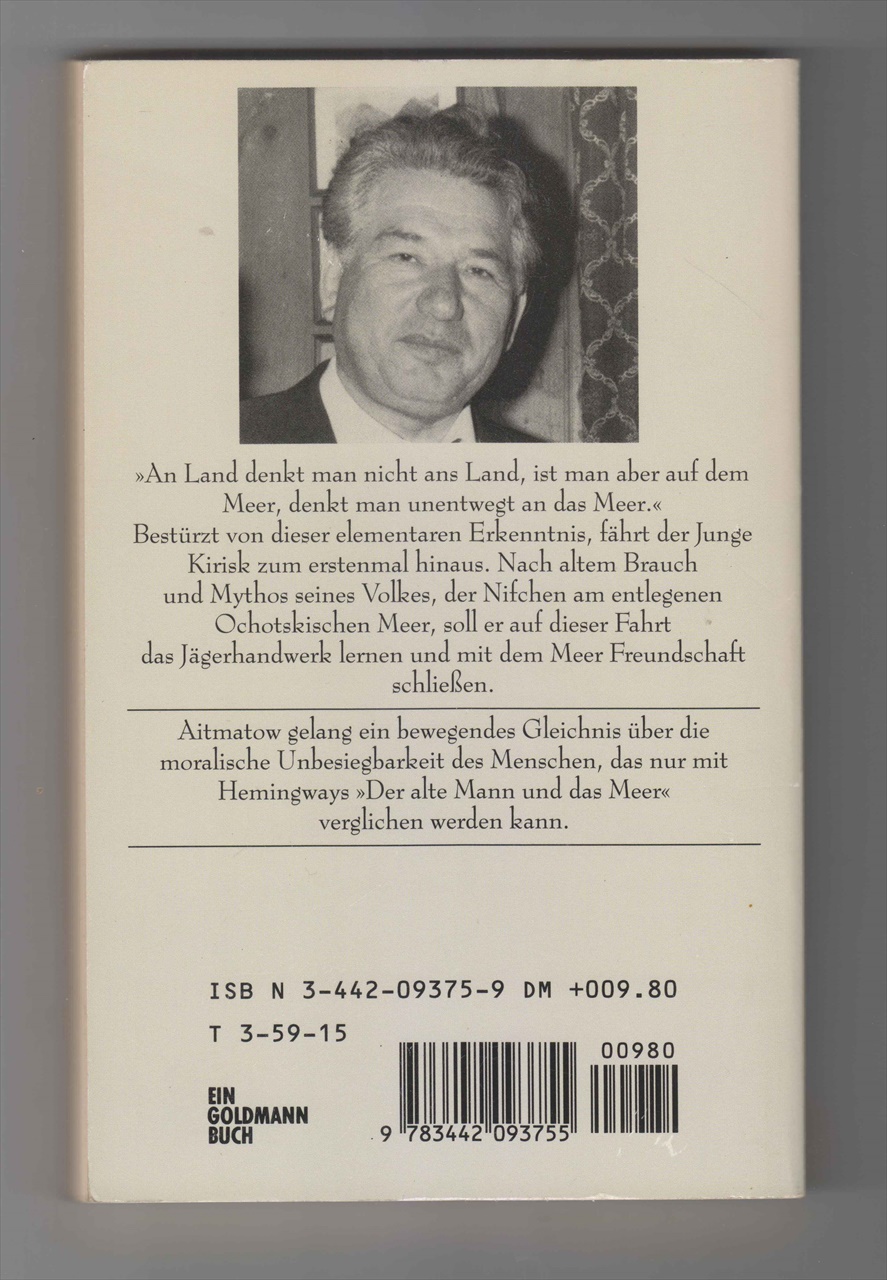 »An Land denkt man nicht ans Land, ist man aber auf dem
Meer, denkt man unentwegt an das Meer.«
Bestürzt von dieser elementaren Erkenntnis, fährt der Junge
Kirisk zum erstenmal hinaus. Nach altem Brauch
und Mythos seines Volkes, der Nifchen am entlegenen
Ochotskischen Meer, soll er auf dieser Fahrt
das Jägerhandwerk lernen und mit dem Meer Freundschaft
schließen.
Aitmatow gelang ein bewegendes Gleichnis über die
moralische Unbesiegbarkeit des Menschen, das nur mit
Hemingways »Der alte Mann und das Meer«
verglichen werden kann.
ISB N 3-442-09375-9 DM +009.80
T 3-59-15
00980
EIN
GOLDMANN
BUCH
9 783442 093755